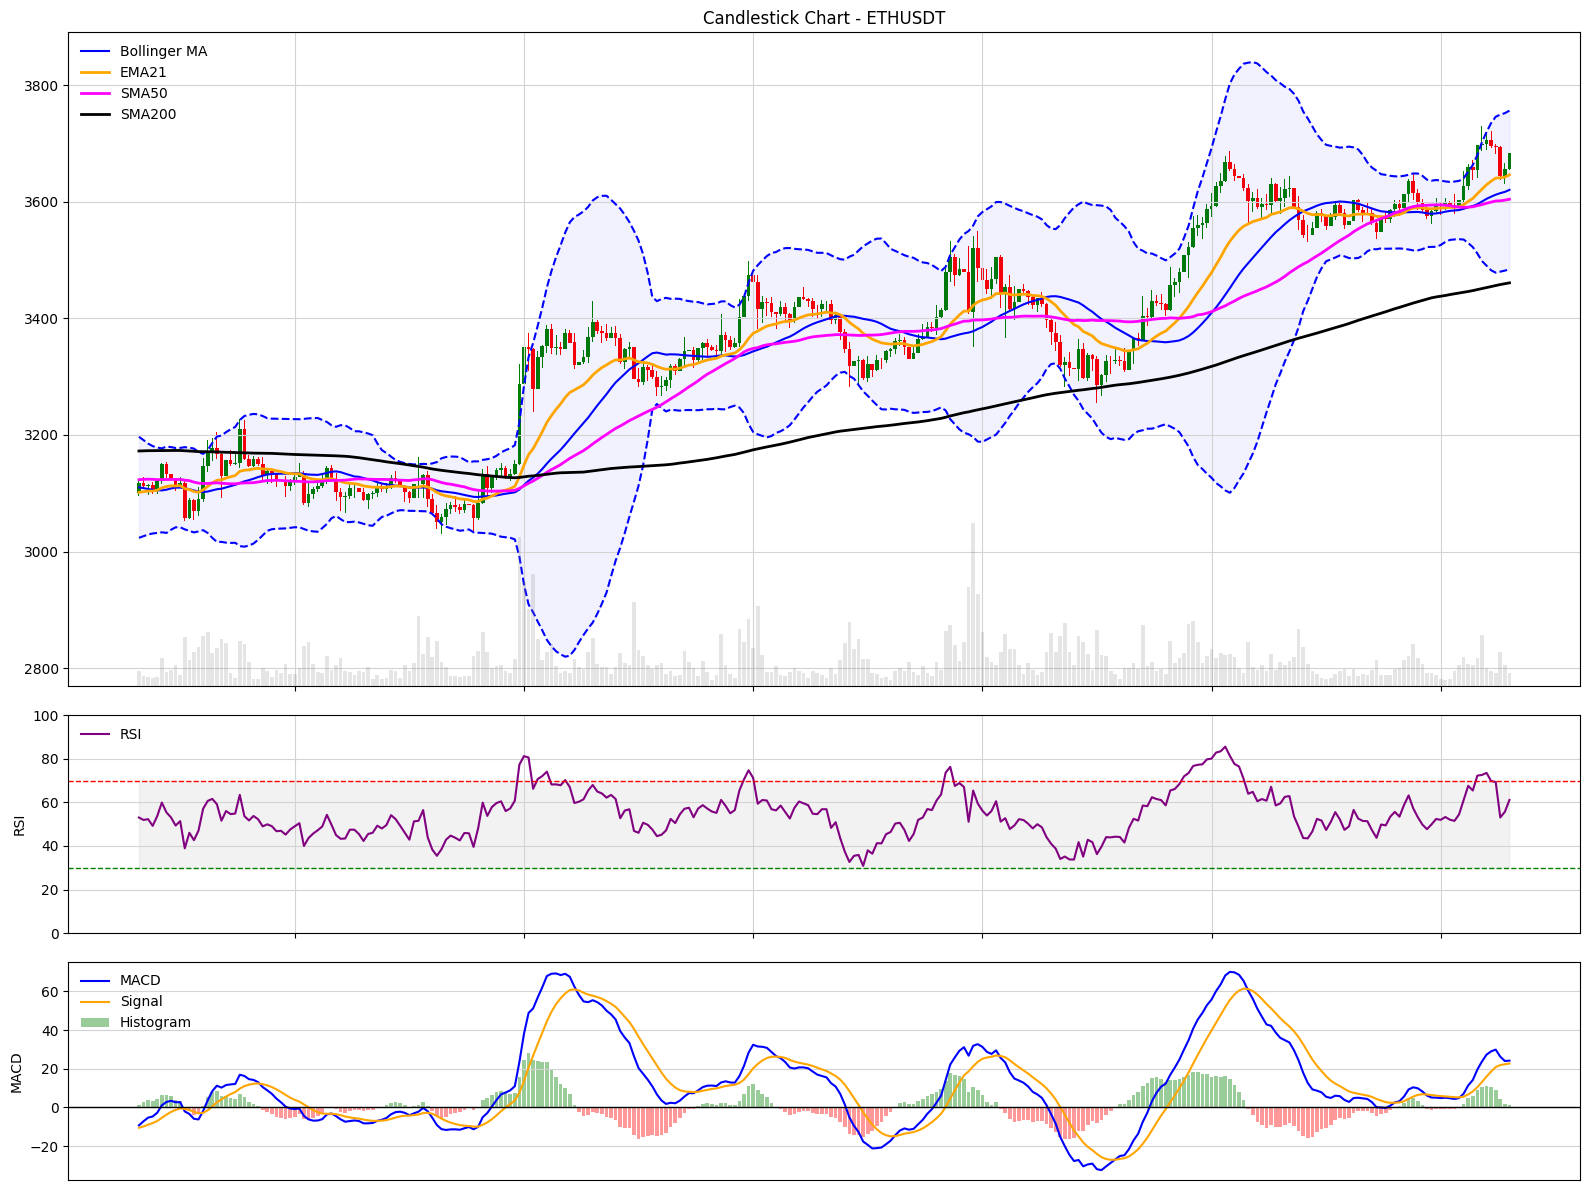 Candlestick Chart - ETHUSDT
Bollinger MA
EMA21
SMA50
SMA200
3800
3600
3400
3200
3000
2800
RSI
100
80
60
40
20
0
RSI
MACD
Signal
Histogram
60
40
20
0
−20
MACD